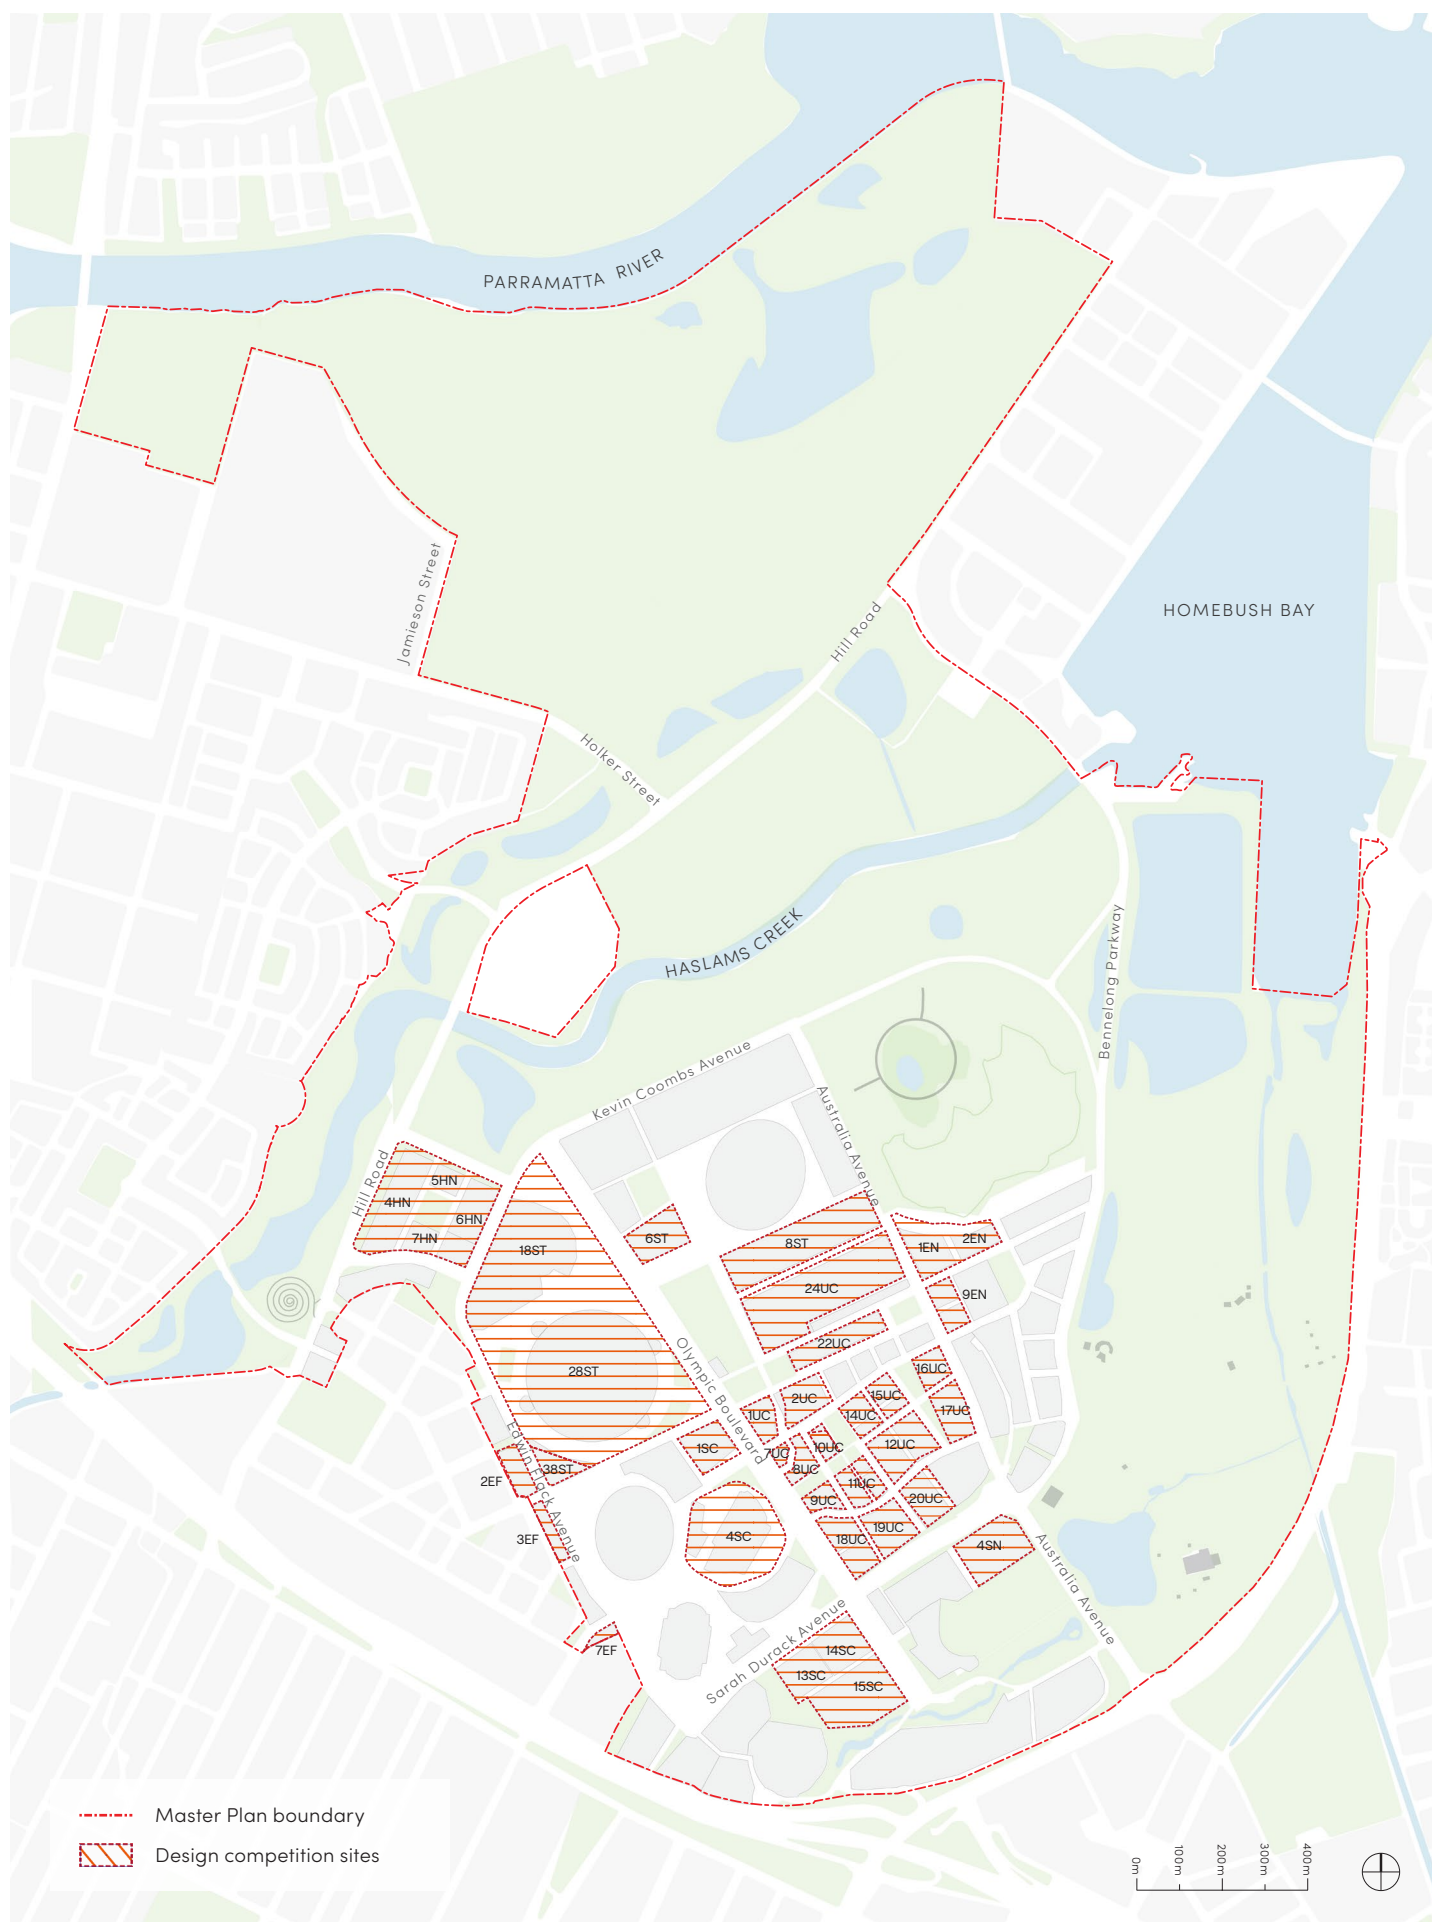 PARRAMATTA RIVER
Jamieson Street
Hill Road
HOMEBUSH BAY
Holker Street
HASLAMS CREEK
Bennelong Parkway
Kevin Coombs Avenue
Australia Avenue
Hill Road
5HN
4HN
6HN
7HN
18ST
6ST
8ST
1EN
2EN
24UC
9EN
22UC
28ST
Olympic Boulevard
16UC
2UC
15UC
1UC
14UC
17UC
Edwin Flack Avenue
1SC
7UC
10UC
12UC
38ST
8UC
2EF
11UC
9UC
20UC
3EF
4SC
18UC
19UC
4SN
Australia Avenue
Sarah Durack Avenue
7EF
14SC
13SC
15SC
Master Plan boundary
Design competition sites
0m
100m
200m
300m
400m